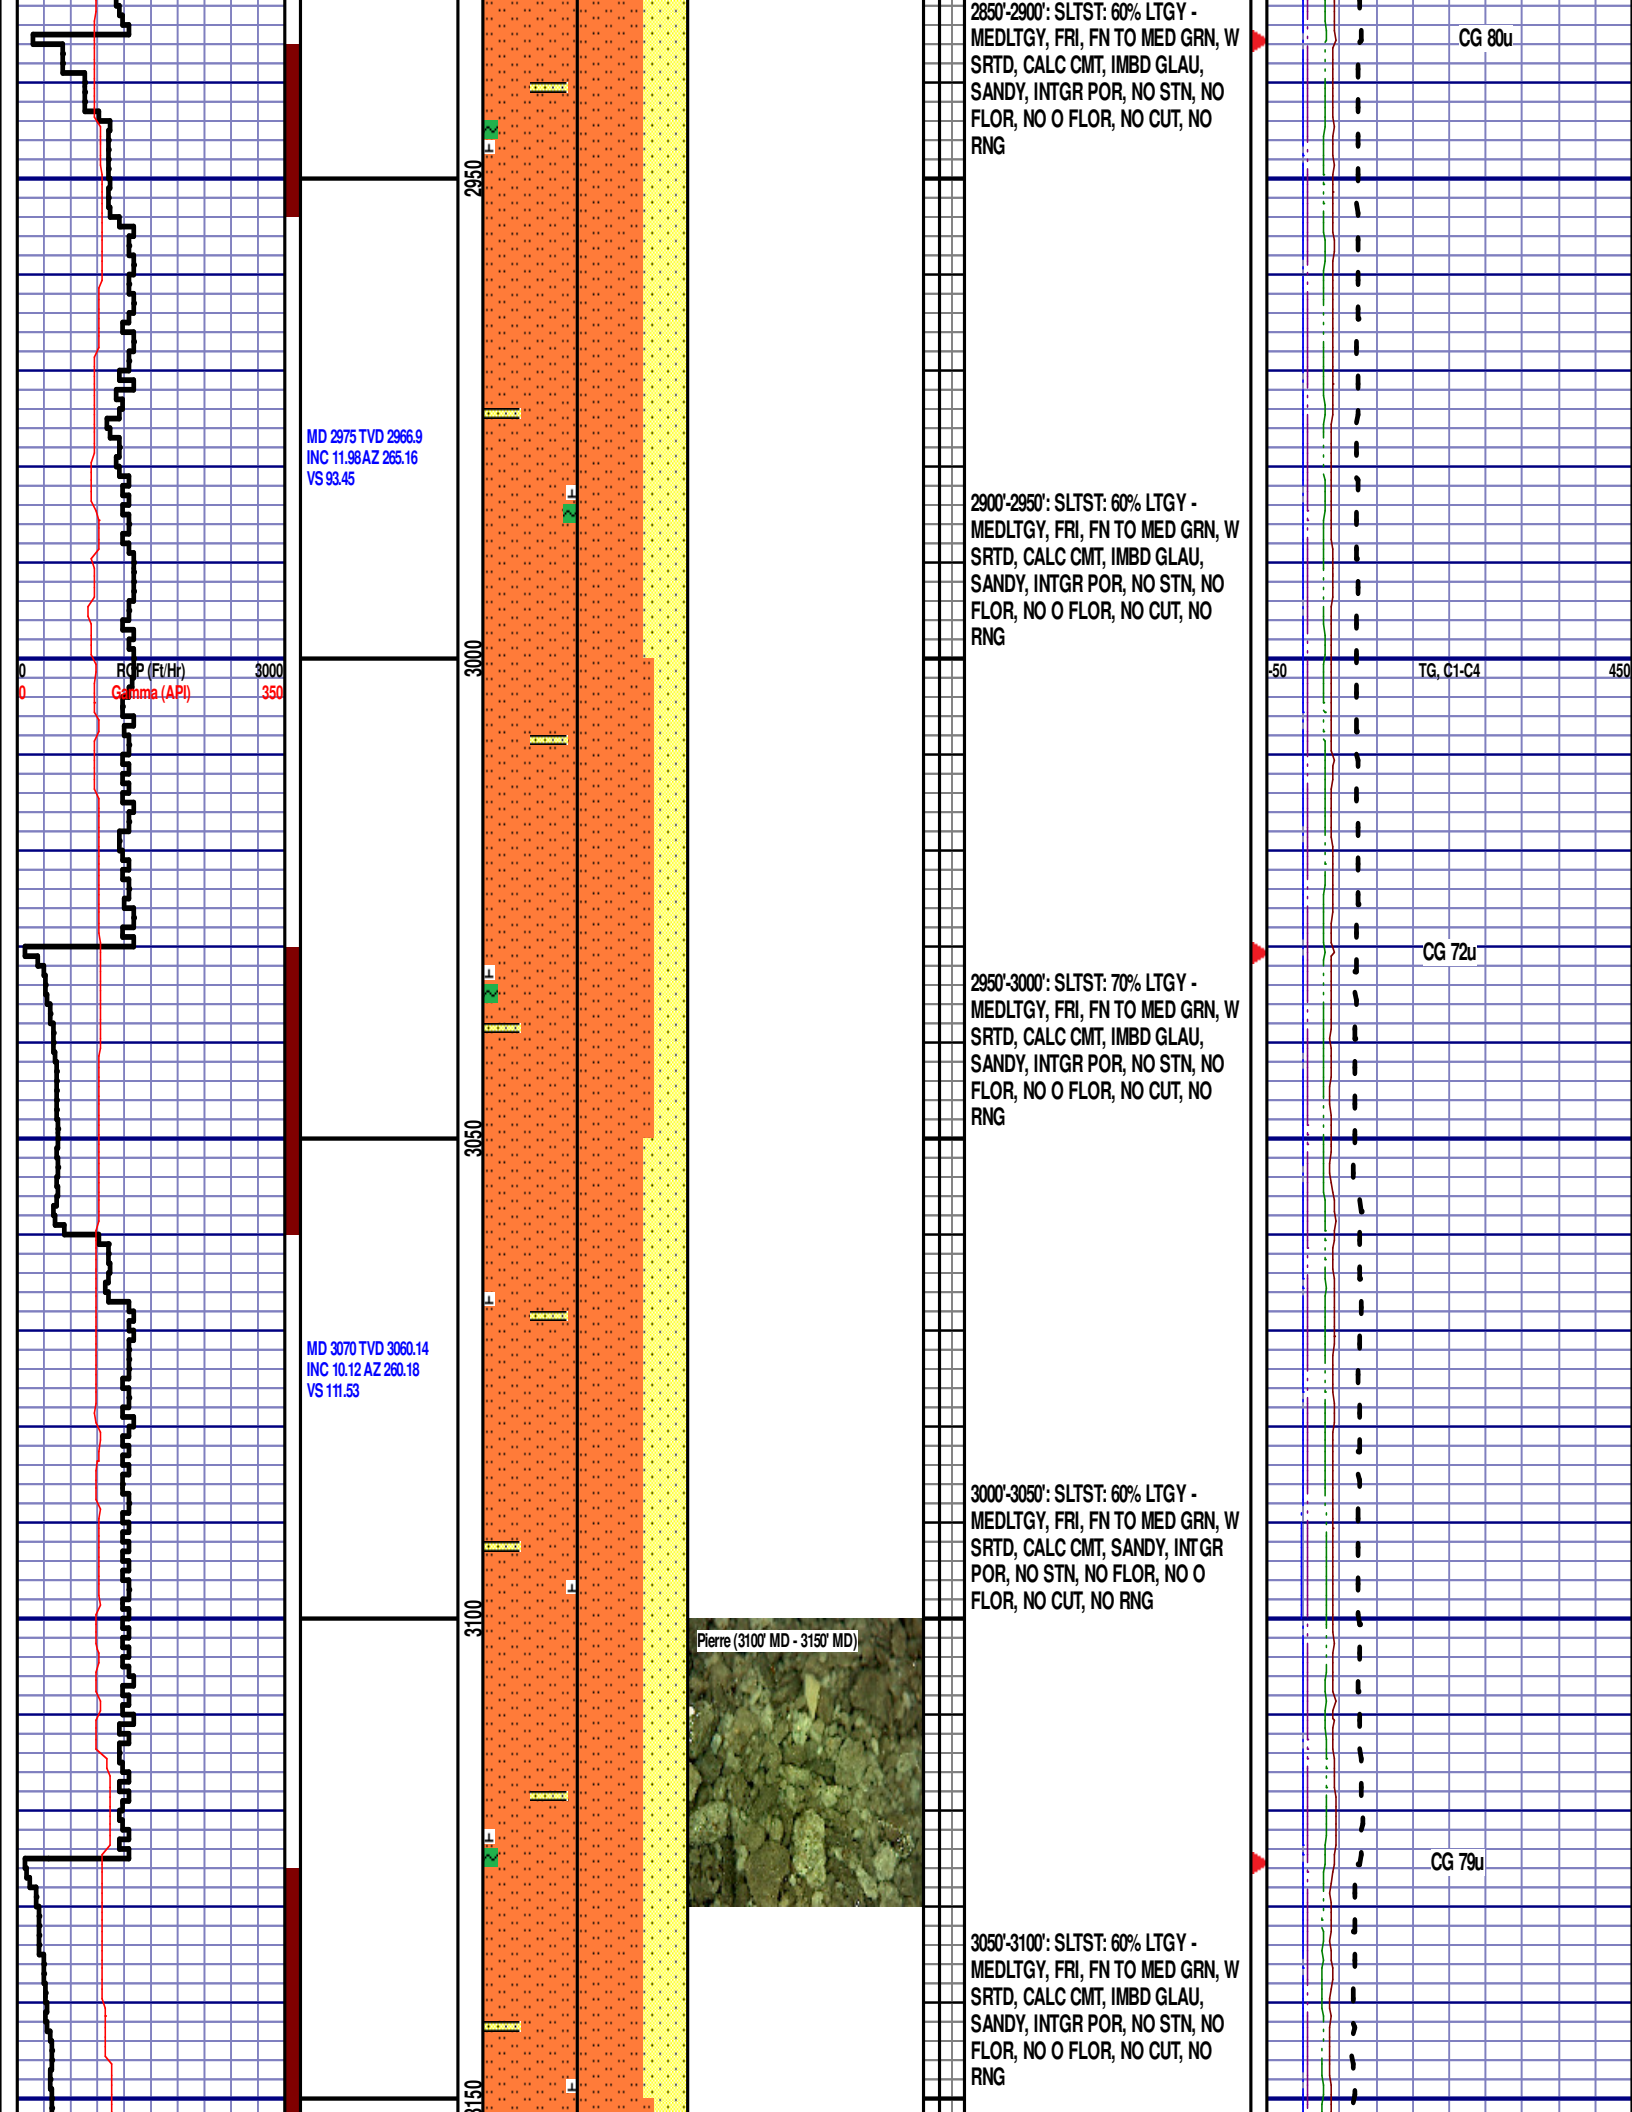 2850'-2900': SLTST: 60% LTGY -
MEDLTGY, FRI, FN TO MED GRN, W
SRTD, CALC CMT, IMBD GLAU,
SANDY, INTGR POR, NO STN, NO
FLOR, NO O FLOR, NO CUT, NO
RNG
CG 80u
2950
MD 2975 TVD 2966.9
INC 11.98 AZ 265.16
VS 93.45
2900'-2950': SLTST: 60% LTGY -
MEDLTGY, FRI, FN TO MED GRN, W
SRTD, CALC CMT, IMBD GLAU,
SANDY, INTGR POR, NO STN, NO
FLOR, NO O FLOR, NO CUT, NO
RNG
3000
0 ROP (Ft/Hr) 3000
0 Gamma (API) 350
-50 TG, C1-C4 450
CG 72u
2950'-3000': SLTST: 70% LTGY -
MEDLTGY, FRI, FN TO MED GRN, W
SRTD, CALC CMT, IMBD GLAU,
SANDY, INTGR POR, NO STN, NO
FLOR, NO O FLOR, NO CUT, NO
RNG
3050
MD 3070 TVD 3060.14
INC 10.12 AZ 260.18
VS 111.53
3000'-3050': SLTST: 60% LTGY -
MEDLTGY, FRI, FN TO MED GRN, W
SRTD, CALC CMT, SANDY, INTGR
POR, NO STN, NO FLOR, NO O
FLOR, NO CUT, NO RNG
3100
Pierre (3100' MD - 3150' MD)
CG 79u
3050'-3100': SLTST: 60% LTGY -
MEDLTGY, FRI, FN TO MED GRN, W
SRTD, CALC CMT, IMBD GLAU,
SANDY, INTGR POR, NO STN, NO
FLOR, NO O FLOR, NO CUT, NO
RNG
3150